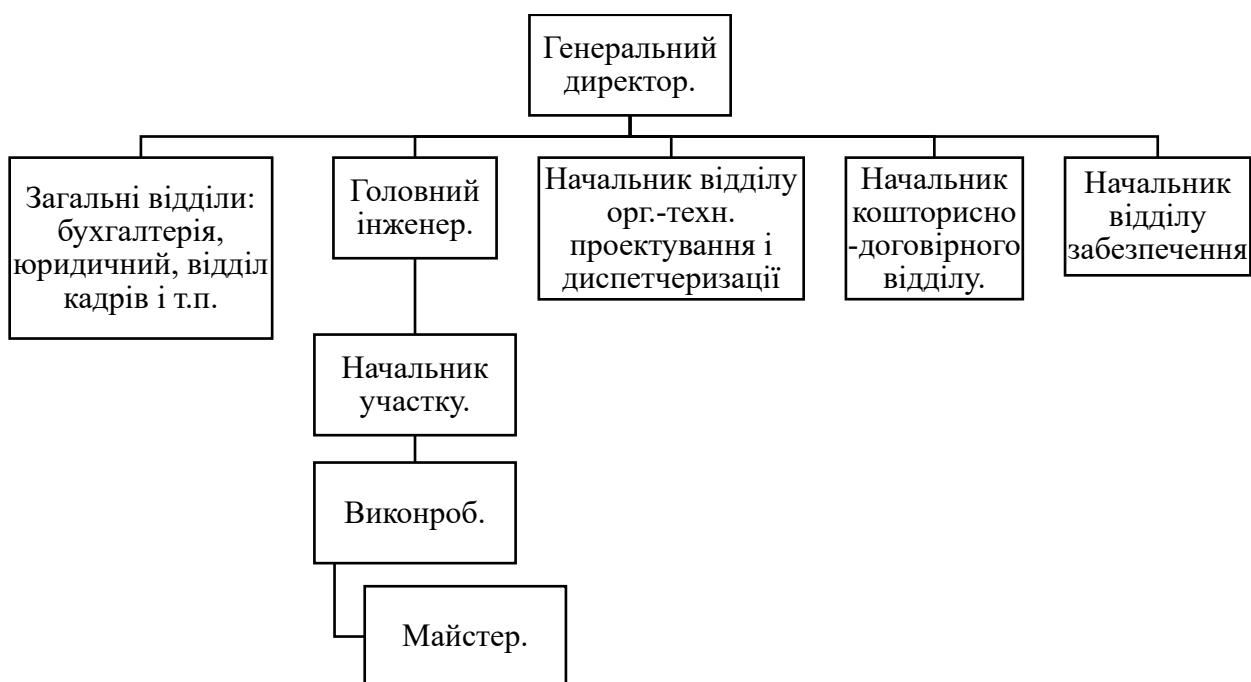 Генеральний
директор.
Загальні відділи:
бухгалтерія,
юридичний, відділ
кадрів і т.п.
Головний
інженер.
Начальник відділу
орг.-техн.
проектування і
диспетчеризації
Начальник
кошторисно
-договірного
відділу.
Начальник
відділу
забезпечення
Начальник
участку.
Виконроб.
Майстер.